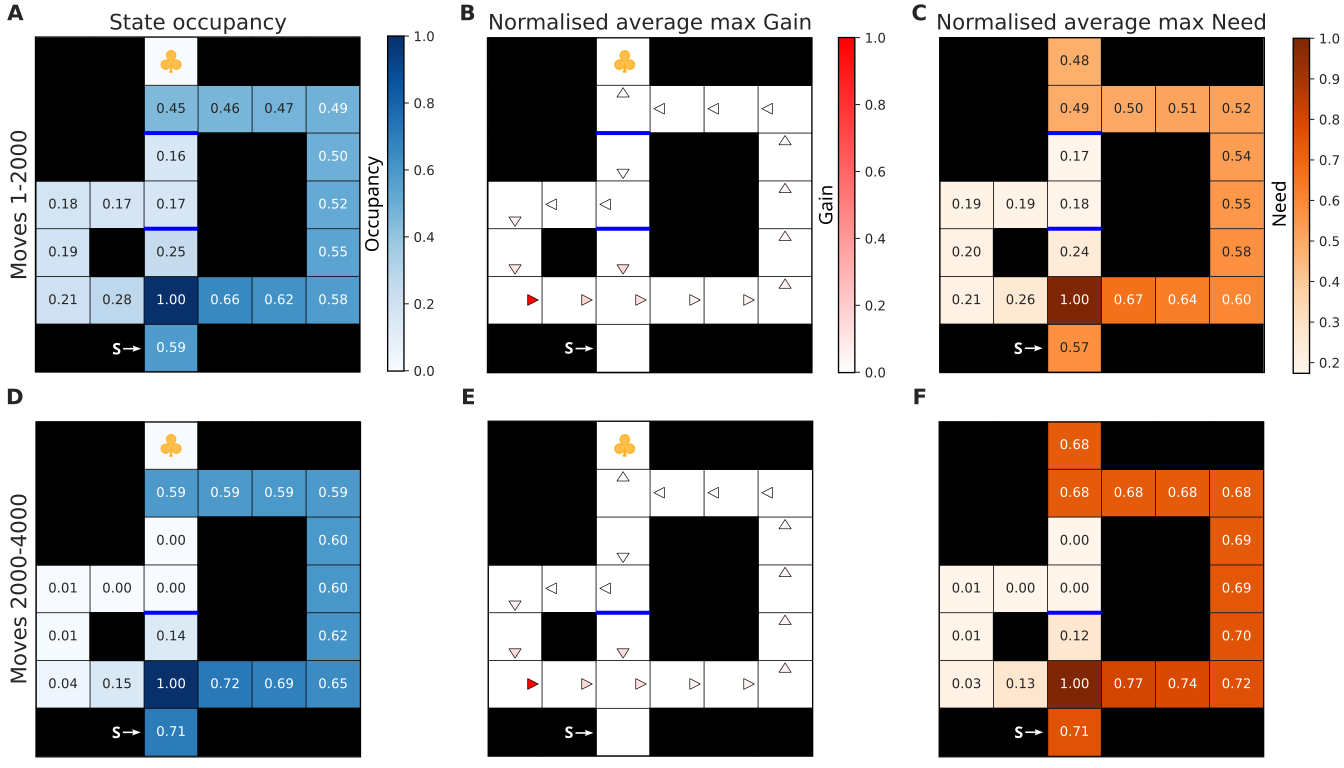 A State occupancy
B Normalised average max Gain
C Normalised average max Need
Moves 1-2000
0.45 0.46 0.47 0.49
0.16 0.50
0.18 0.17 0.17 0.52
0.19 0.25 0.55
0.21 0.28 1.00 0.66 0.62 0.58
S→ 0.59
1.0
0.8
0.6
0.4
0.2
0.0
Occupancy
S→
1.0
0.8
0.6
0.4
0.2
0.0
Gain
0.48
0.49 0.50 0.51 0.52
0.17 0.54
0.19 0.19 0.18 0.55
0.20 0.24 0.58
0.21 0.26 1.00 0.67 0.64 0.60
S→ 0.57
1.0
0.9
0.8
0.7
0.6
0.5
0.4
0.3
0.2
Need
D
E
F
Moves 2000-4000
0.59 0.59 0.59 0.59
0.00 0.60
0.01 0.00 0.00 0.60
0.01 0.14 0.62
0.04 0.15 1.00 0.72 0.69 0.65
S→ 0.71
S→
0.68
0.68 0.68 0.68 0.68
0.00 0.69
0.01 0.00 0.00 0.69
0.01 0.12 0.70
0.03 0.13 1.00 0.77 0.74 0.72
S→ 0.71